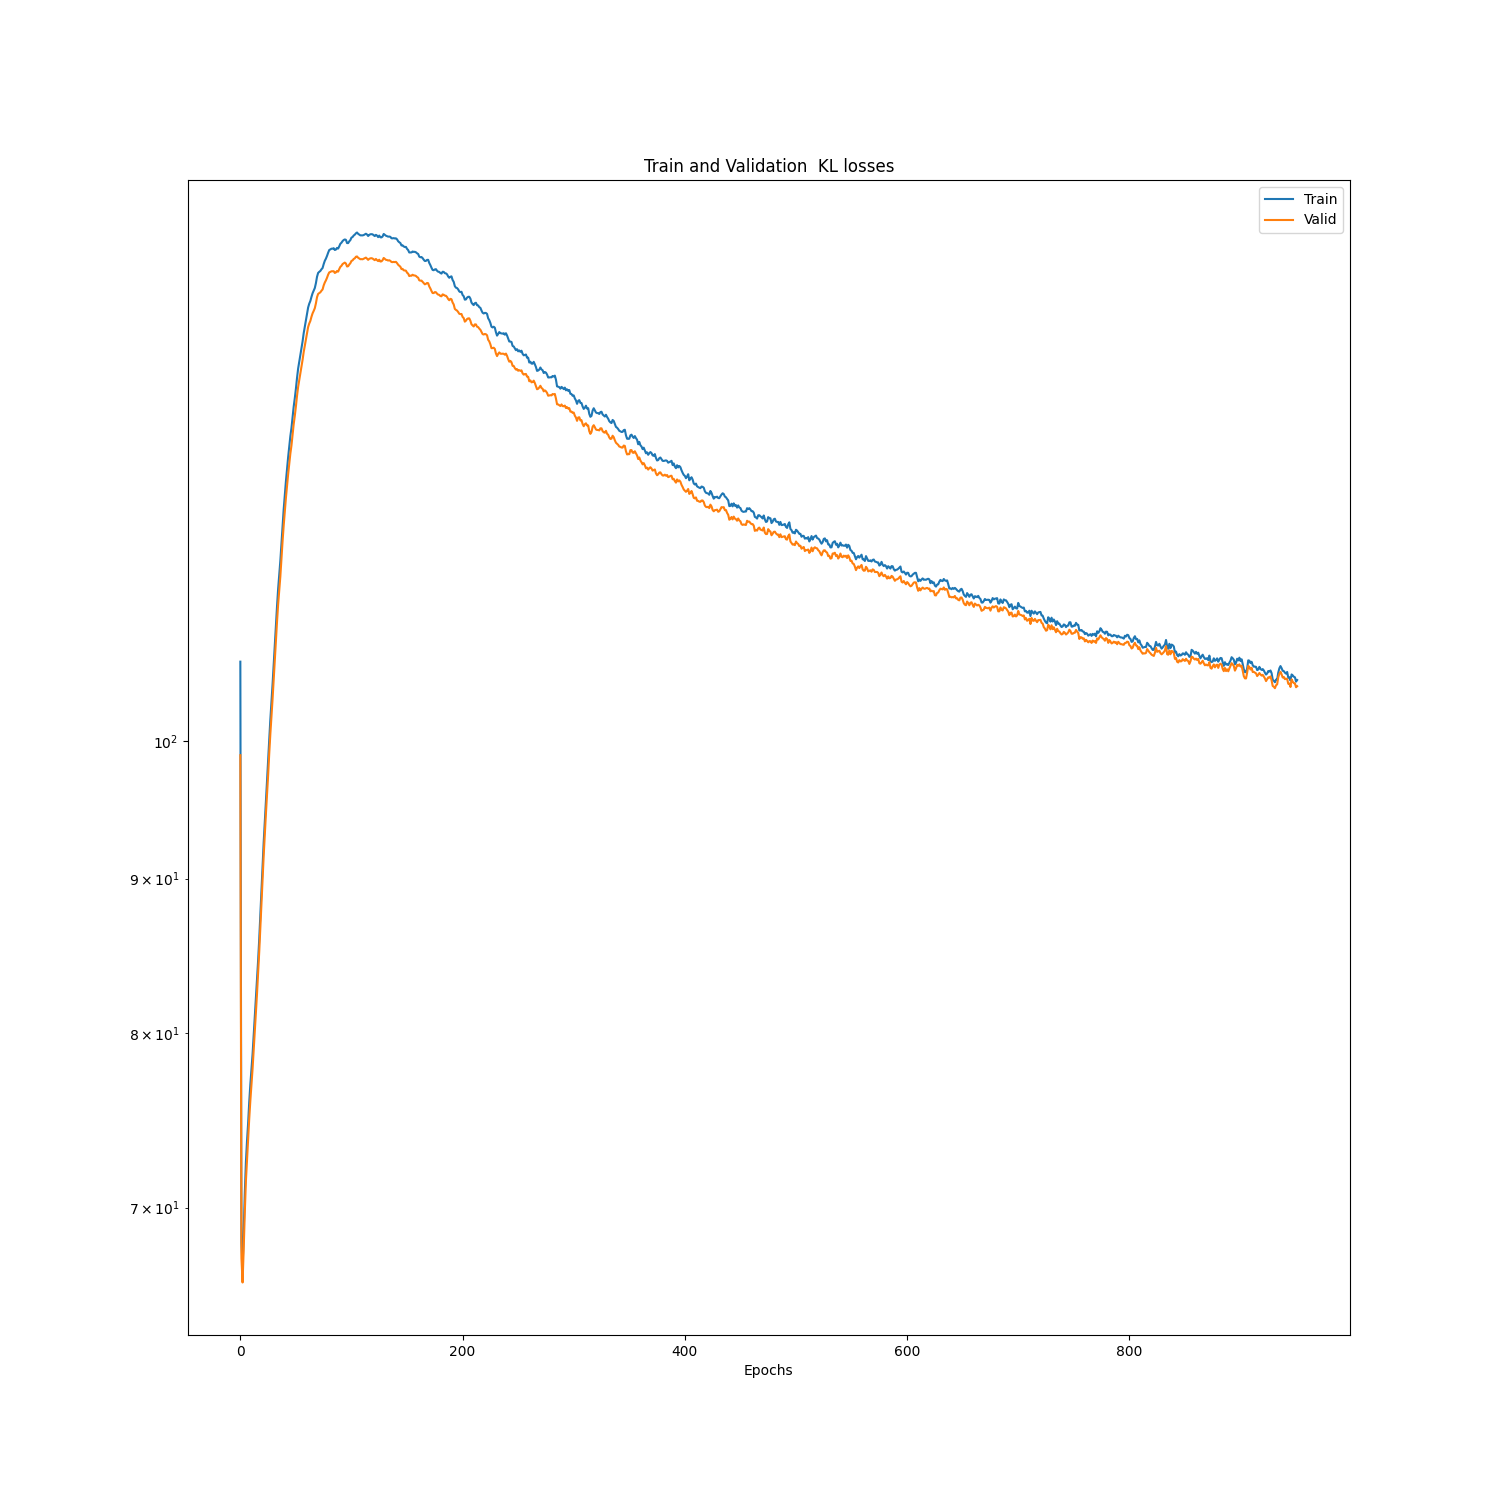 Train and Validation  KL losses
Train
Valid
10²
9 × 10¹
8 × 10¹
7 × 10¹
0 200 400 600 800
Epochs